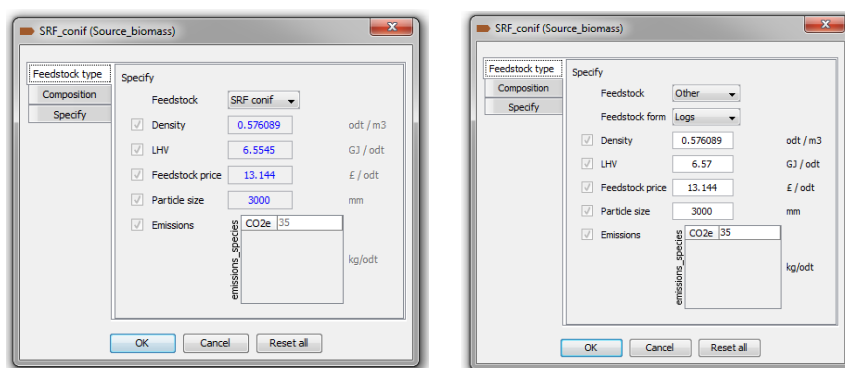 SRF_conif (Source_biomass)
x
Feedstock type
Composition
Specify
Specify
Feedstock SRF conif
Density 0.576089 odt / m3
LHV 6.5545 GJ / odt
Feedstock price 13.144 £ / odt
Particle size 3000 mm
Emissions
emissions_species
CO2e 35
kg/odt
OK Cancel Reset all
SRF_conif (Source_biomass)
x
Feedstock type
Composition
Specify
Specify
Feedstock Other
Feedstock form Logs
Density 0.576089 odt / m3
LHV 6.57 GJ / odt
Feedstock price 13.144 £ / odt
Particle size 3000 mm
Emissions
emissions_species
CO2e 35
kg/odt
OK Cancel Reset all